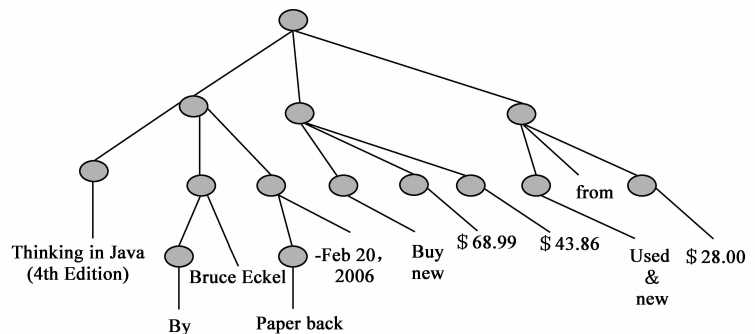 Thinking in Java
(4th Edition)
By
Bruce Eckel
Paper back
-Feb 20,
2006
Buy
new
$68.99
$43.86
Used
&
new
from
$28.00